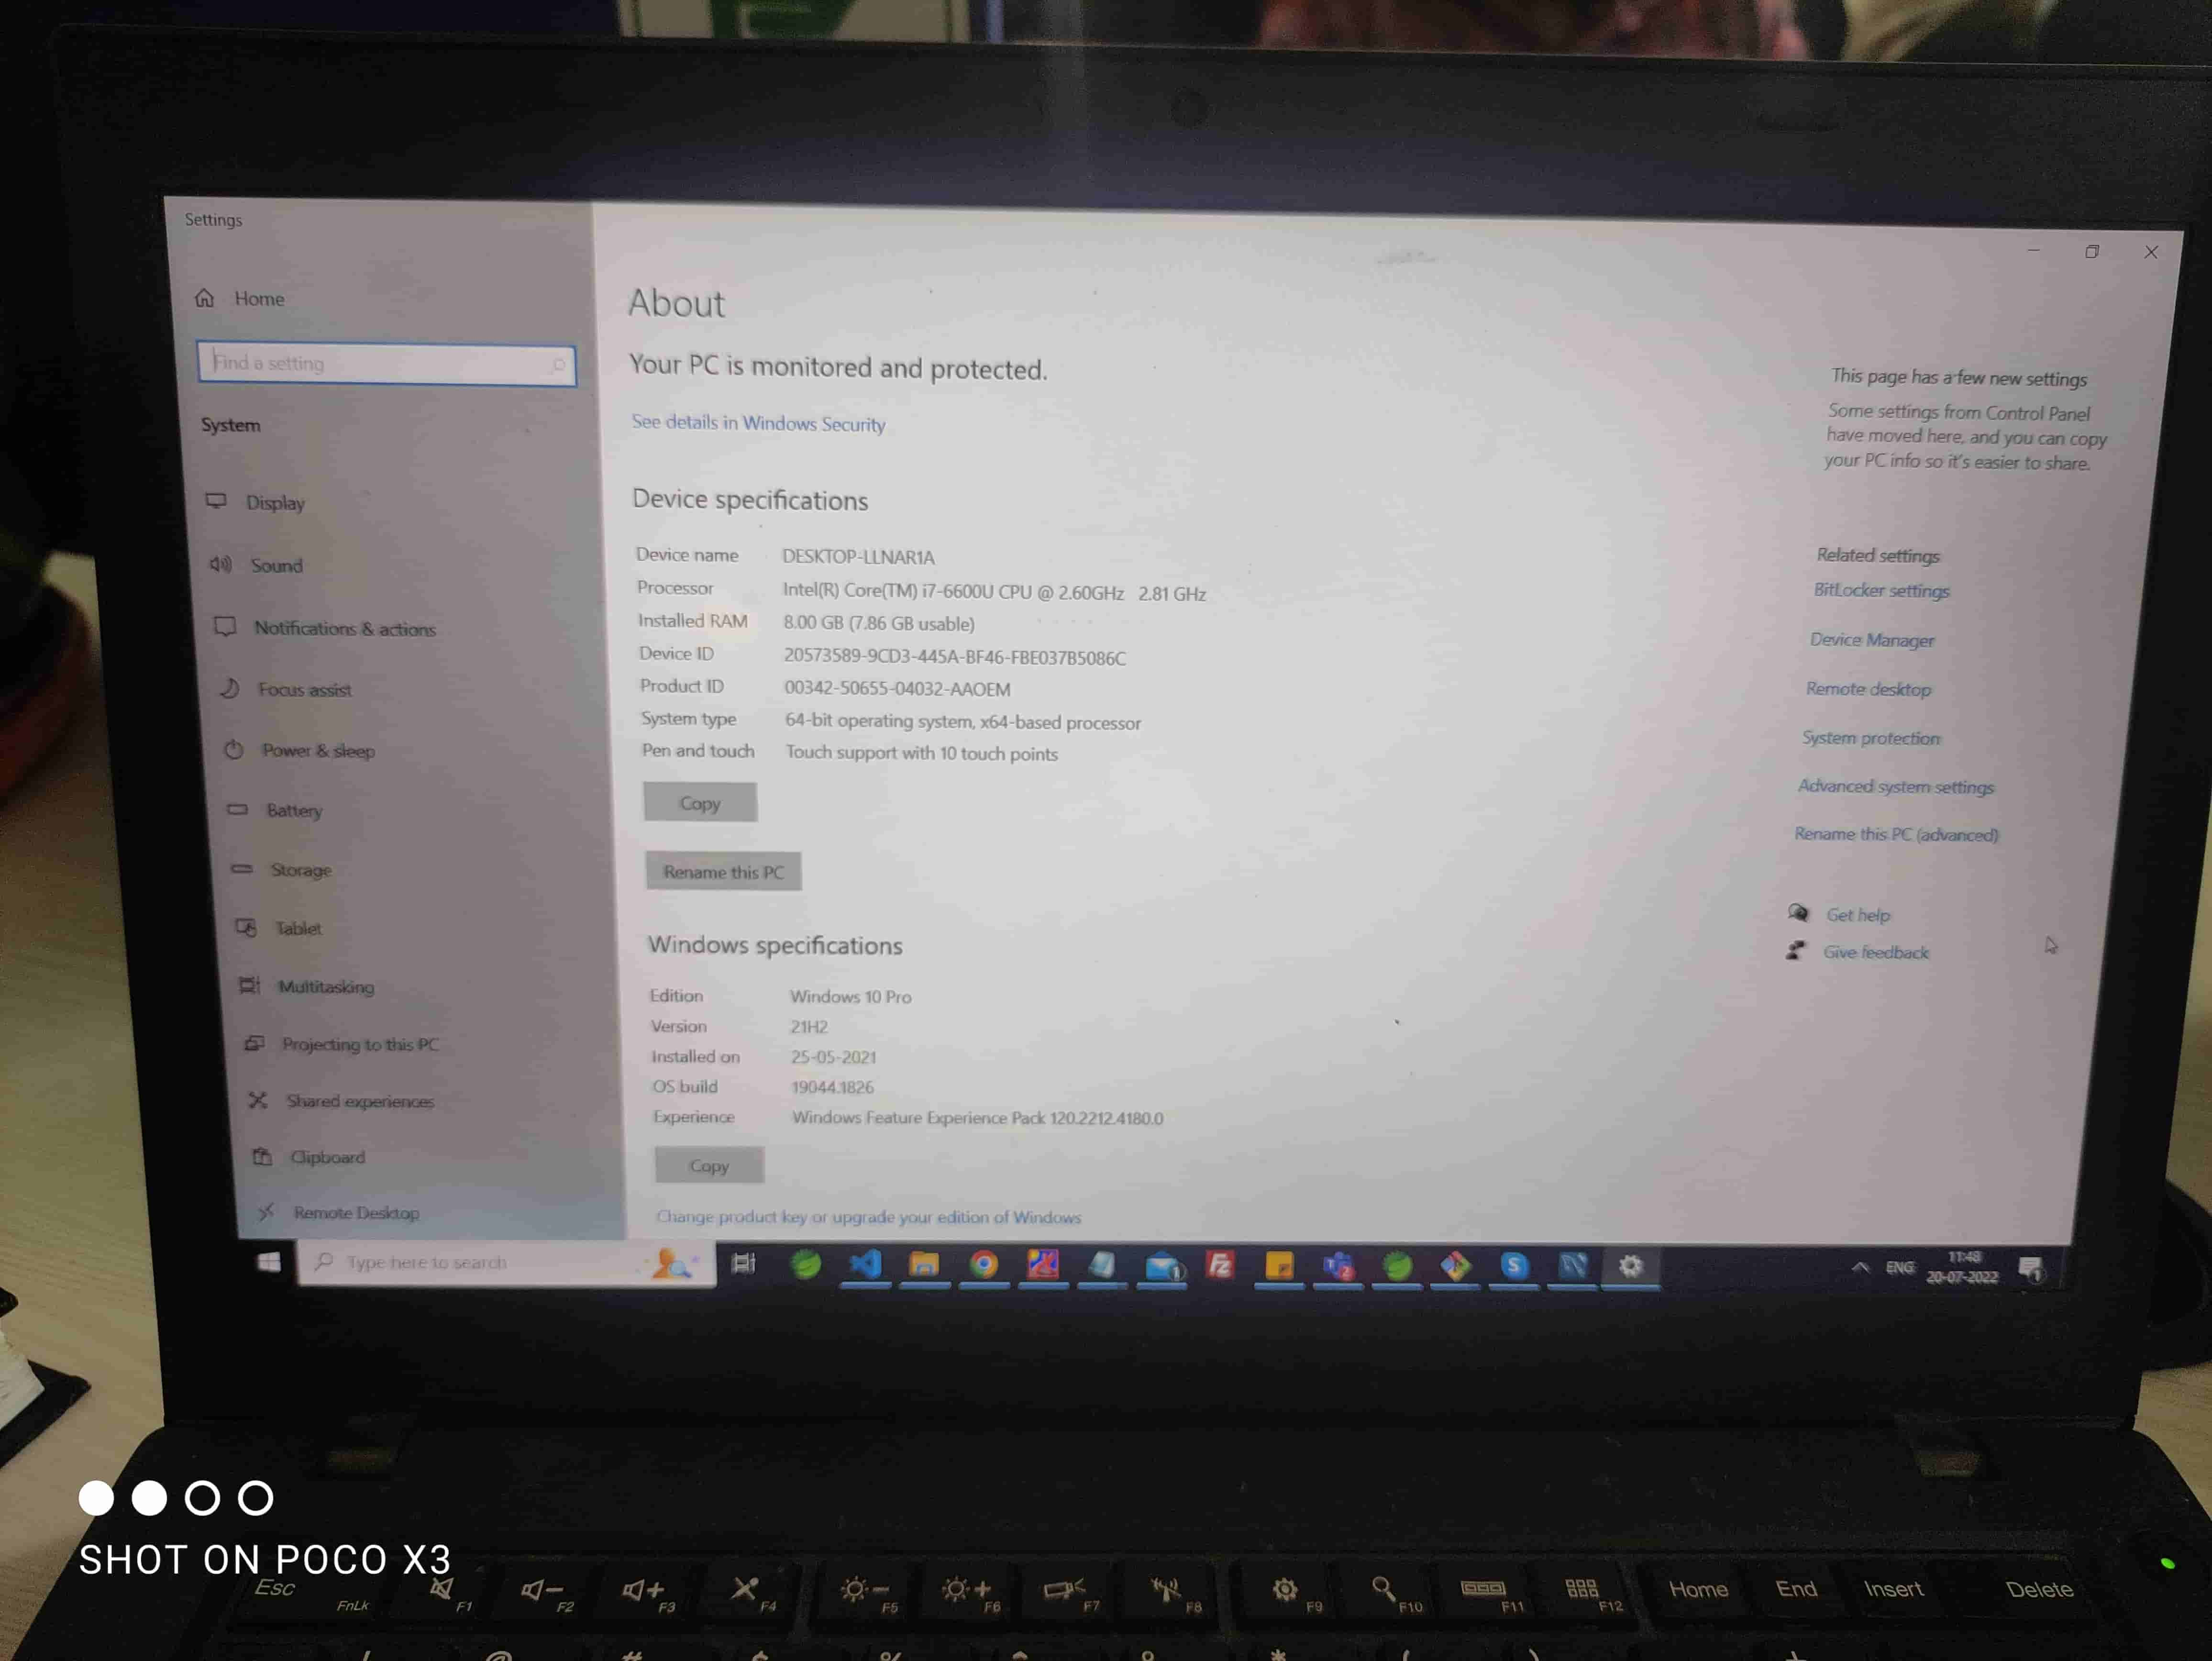 Settings
Home
Find a setting
System
Display
Sound
Notifications & actions
Focus assist
Power & sleep
Battery
Storage
Tablet
Multitasking
Projecting to this PC
Shared experiences
Clipboard
Remote Desktop
About
Your PC is monitored and protected.
See details in Windows Security
Device specifications
Device name DESKTOP-LLNAR1A
Processor Intel(R) Core(TM) i7-6600U CPU @ 2.60GHz 2.81 GHz
Installed RAM 8.00 GB (7.86 GB usable)
Device ID 20573589-9CD3-445A-BF46-FBE037B5086C
Product ID 00342-50655-04032-AAOEM
System type 64-bit operating system, x64-based processor
Pen and touch Touch support with 10 touch points
Copy
Rename this PC
Windows specifications
Edition Windows 10 Pro
Version 21H2
Installed on 25-05-2021
OS build 19044.1826
Experience Windows Feature Experience Pack 120.2212.4180.0
Copy
Change product key or upgrade your edition of Windows
This page has a few new settings
Some settings from Control Panel
have moved here, and you can copy
your PC info so it's easier to share.
Related settings
BitLocker settings
Device Manager
Remote desktop
System protection
Advanced system settings
Rename this PC (advanced)
Get help
Give feedback
Type here to search
ENG
11:48
20-07-2022
SHOT ON POCO X3
Esc FnLk F1 F2 F3 F4 F5 F6 F7 F8 F9 F10 F11 F12 Home End Insert Delete